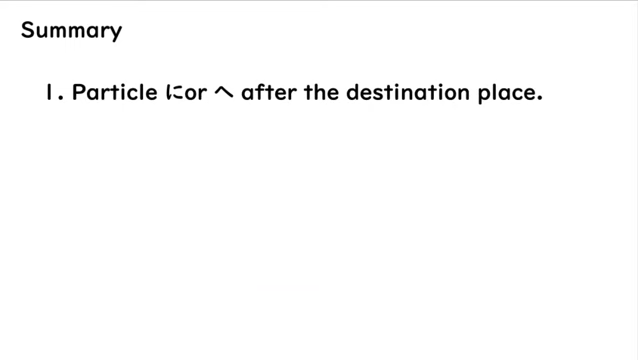 Summary
1. Particle にor へ after the destination place.